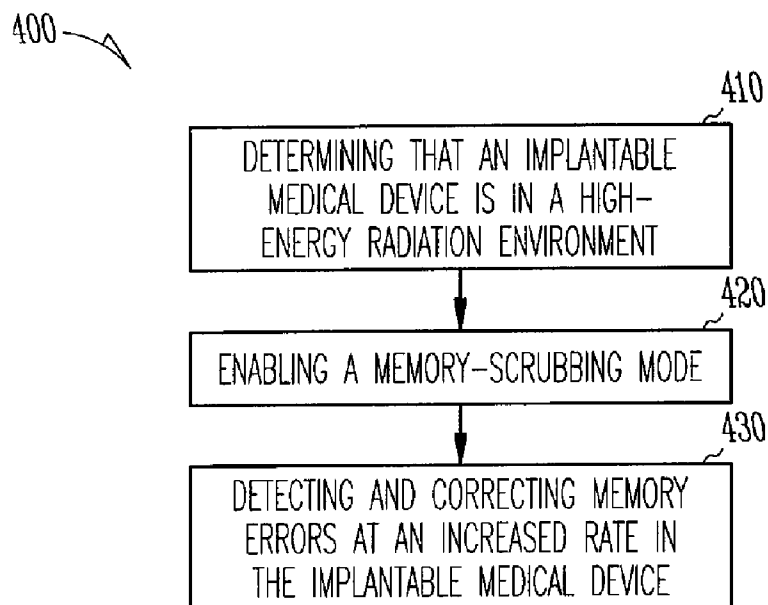 400
410
DETERMINING THAT AN IMPLANTABLE
MEDICAL DEVICE IS IN A HIGH-
ENERGY RADIATION ENVIRONMENT
420
ENABLING A MEMORY-SCRUBBING MODE
430
DETECTING AND CORRECTING MEMORY
ERRORS AT AN INCREASED RATE IN
THE IMPLANTABLE MEDICAL DEVICE